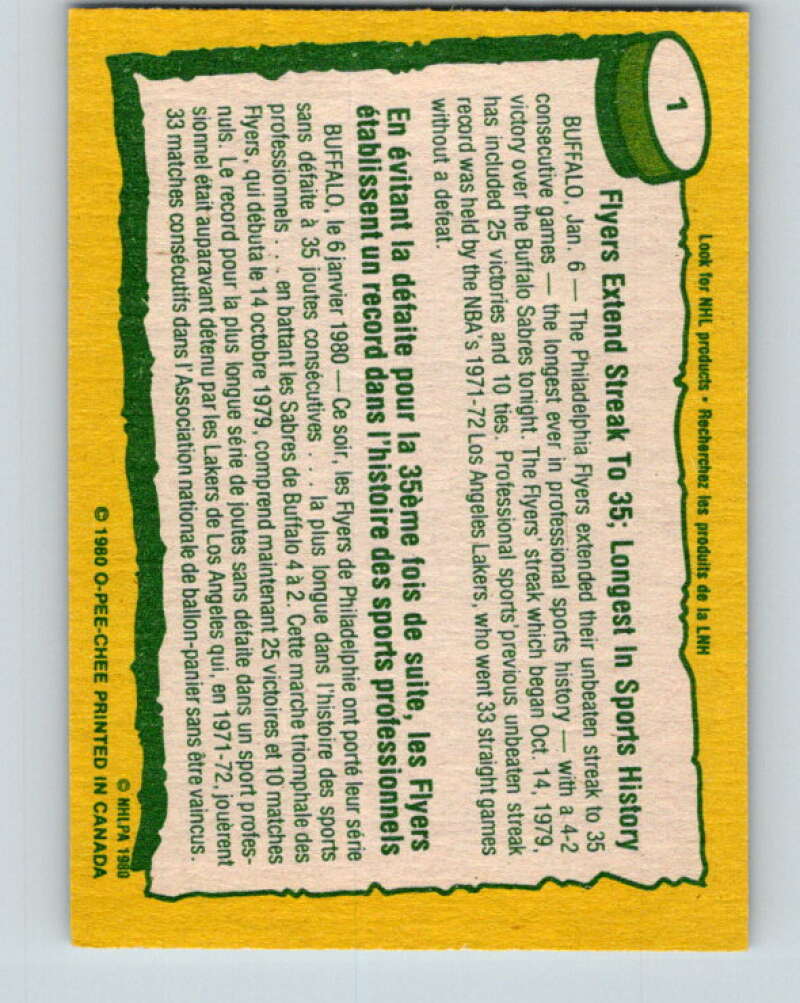 Look for NHL products • Recherchez les produits de la LNH
1
Flyers Extend Streak To 35; Longest In Sports History
BUFFALO, Jan. 6 — The Philadelphia Flyers extended their unbeaten streak to 35
consecutive games — the longest ever in professional sports history — with a 4-2
victory over the Buffalo Sabres tonight. The Flyers' streak which began Oct. 14, 1979,
has included 25 victories and 10 ties. Professional sports previous unbeaten streak
record was held by the NBA's 1971-72 Los Angeles Lakers, who went 33 straight games
without a defeat.
En évitant la défaite pour la 35ème fois de suite, les Flyers
établissent un record dans l'histoire des sports professionnels
BUFFALO, le 6 janvier 1980 — Ce soir, les Flyers de Philadelphie ont porté leur série
sans défaite à 35 joutes consécutives . . . la plus longue dans l'histoire des sports
professionnels . . . en battant les Sabres de Buffalo 4 à 2. Cette marche triomphale des
Flyers, qui débuta le 14 octobre 1979, comprend maintenant 25 victoires et 10 matches
nuls. Le record pour la plus longue série de joutes sans défaite dans un sport profes-
sionnel était auparavant détenu par les Lakers de Los Angeles qui, en 1971-72, jouèrent
33 matches consécutifs dans l'Association nationale de ballon-panier sans être vaincus.
© NHLPA 1980
© 1980 O-PEE-CHEE PRINTED IN CANADA